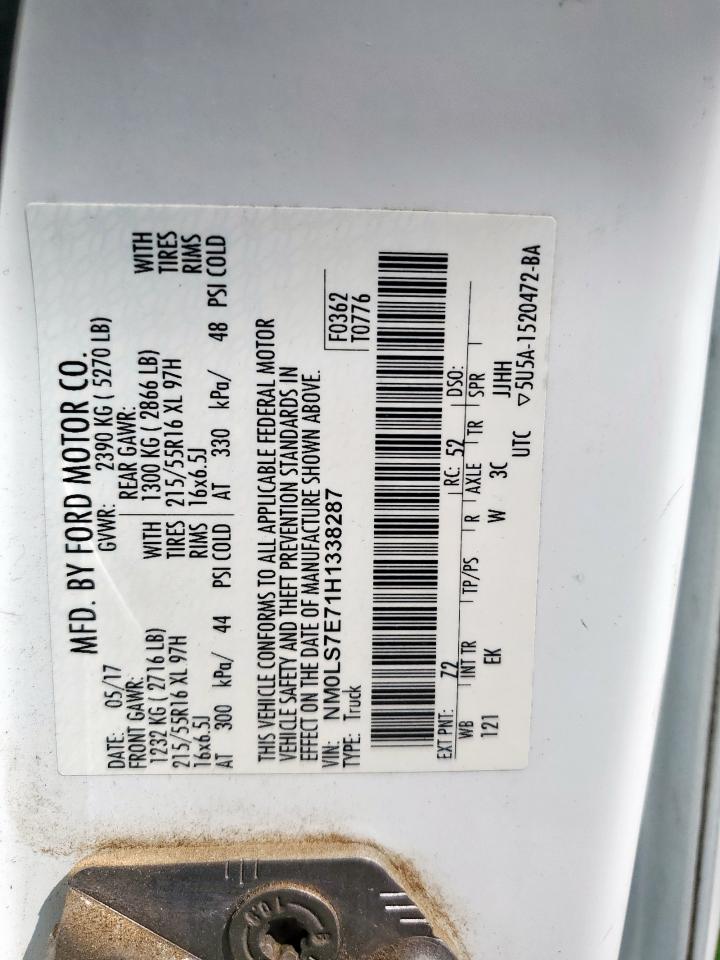 MFD. BY FORD MOTOR CO.
DATE: 05/17 GVWR: 2390 KG ( 5270 LB)
FRONT GAWR: REAR GAWR:
1232 KG ( 2716 LB) WITH 1300 KG ( 2866 LB) WITH
215/55R16 XL 97H TIRES 215/55R16 XL 97H TIRES
16x6.5J RIMS 16x6.5J RIMS
AT 300 kPa/ 44 PSI COLD AT 330 kPa/ 48 PSI COLD
THIS VEHICLE CONFORMS TO ALL APPLICABLE FEDERAL MOTOR
VEHICLE SAFETY AND THEFT PREVENTION STANDARDS IN
EFFECT ON THE DATE OF MANUFACTURE SHOWN ABOVE.
VIN: NM0LS7E71H1338287 F0362
TYPE: Truck T0776
EXT PNT: Z2 RC: 52 DSO:
WB INT TR TP/PS R AXLE TR SPR
121 EK W 3C JJHH
UTC ▽5U5A-1520472-BA